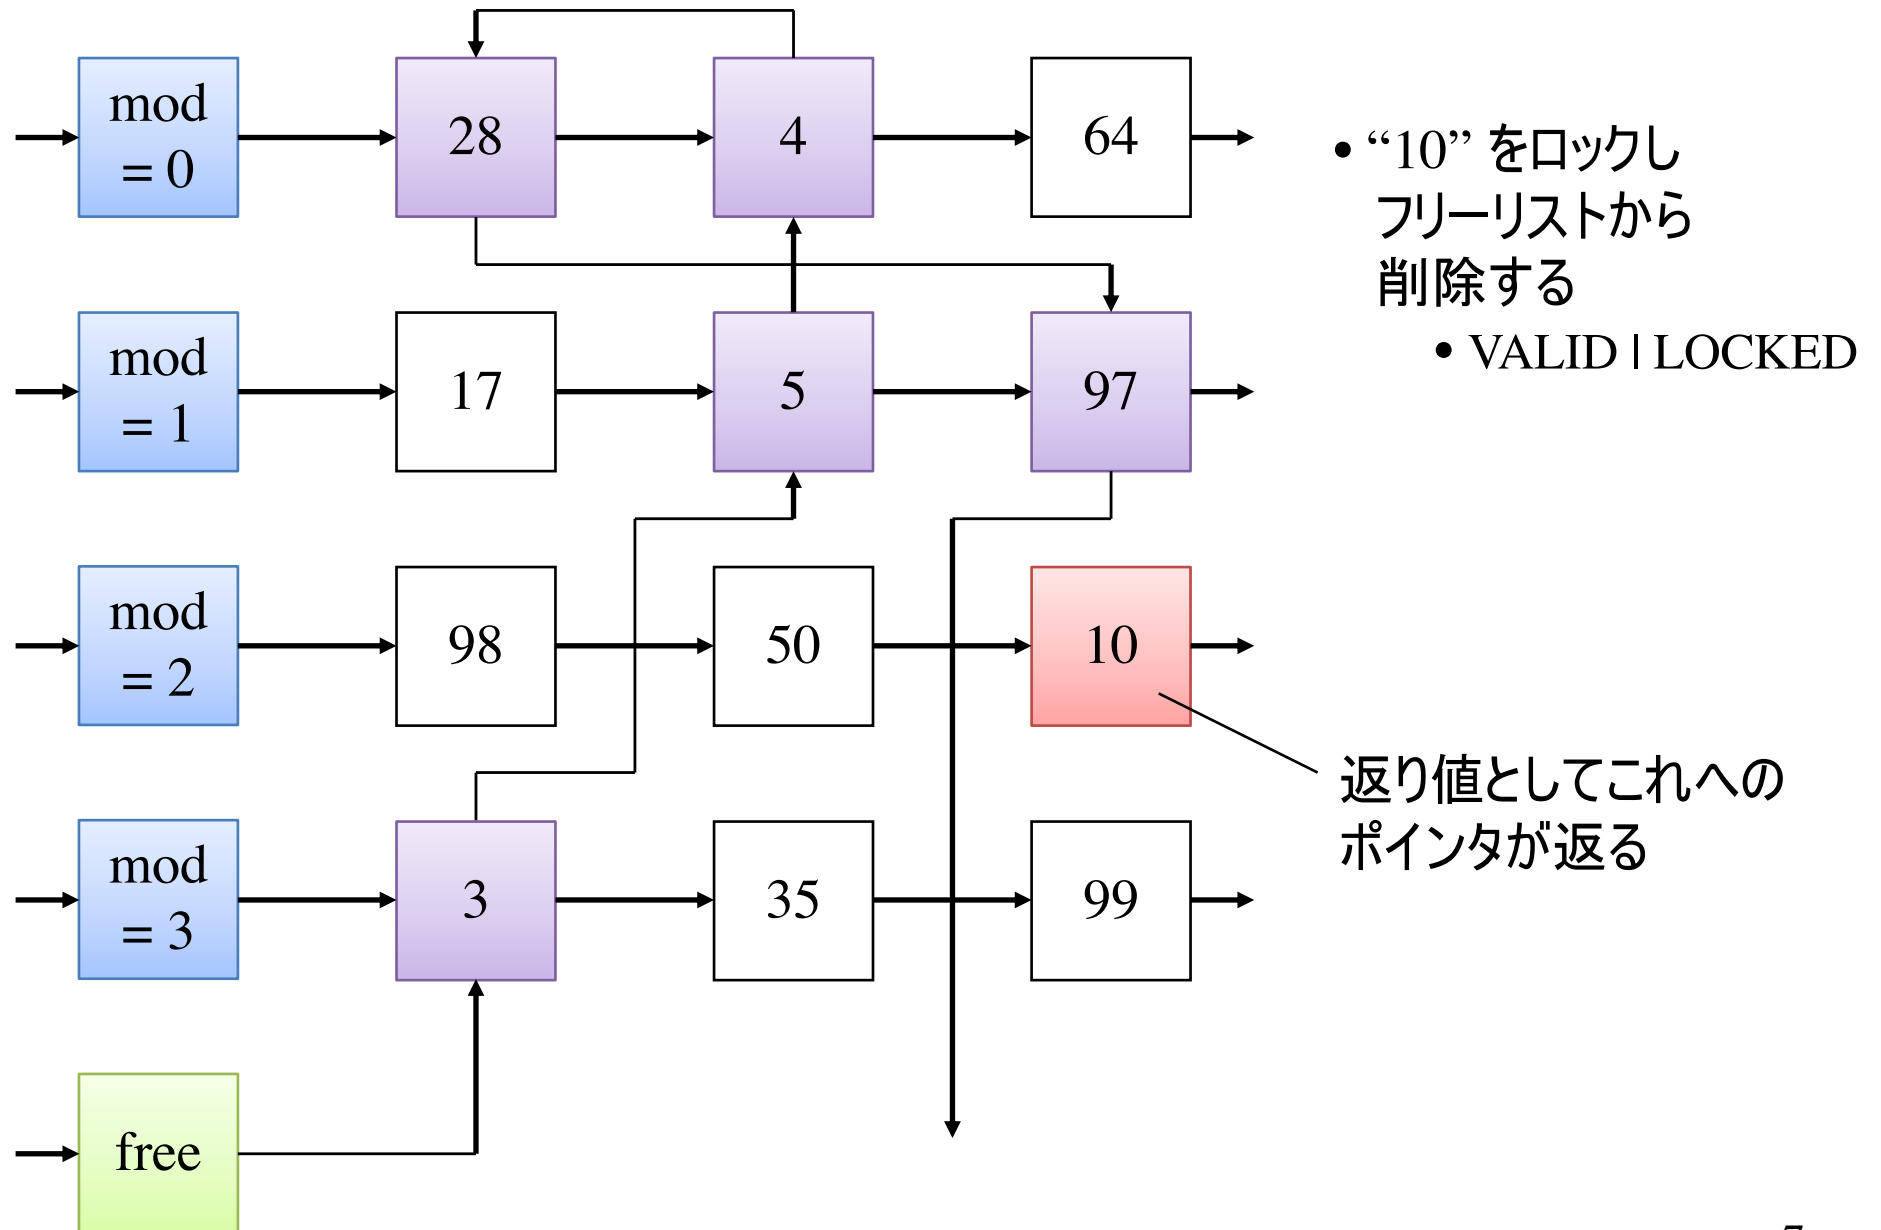 mod
= 0
28
4
64
• “10” をロックし
フリーリストから
削除する
• VALID | LOCKED
mod
= 1
17
5
97
mod
= 2
98
50
10
返り値としてこれへの
ポインタが返る
mod
= 3
3
35
99
free